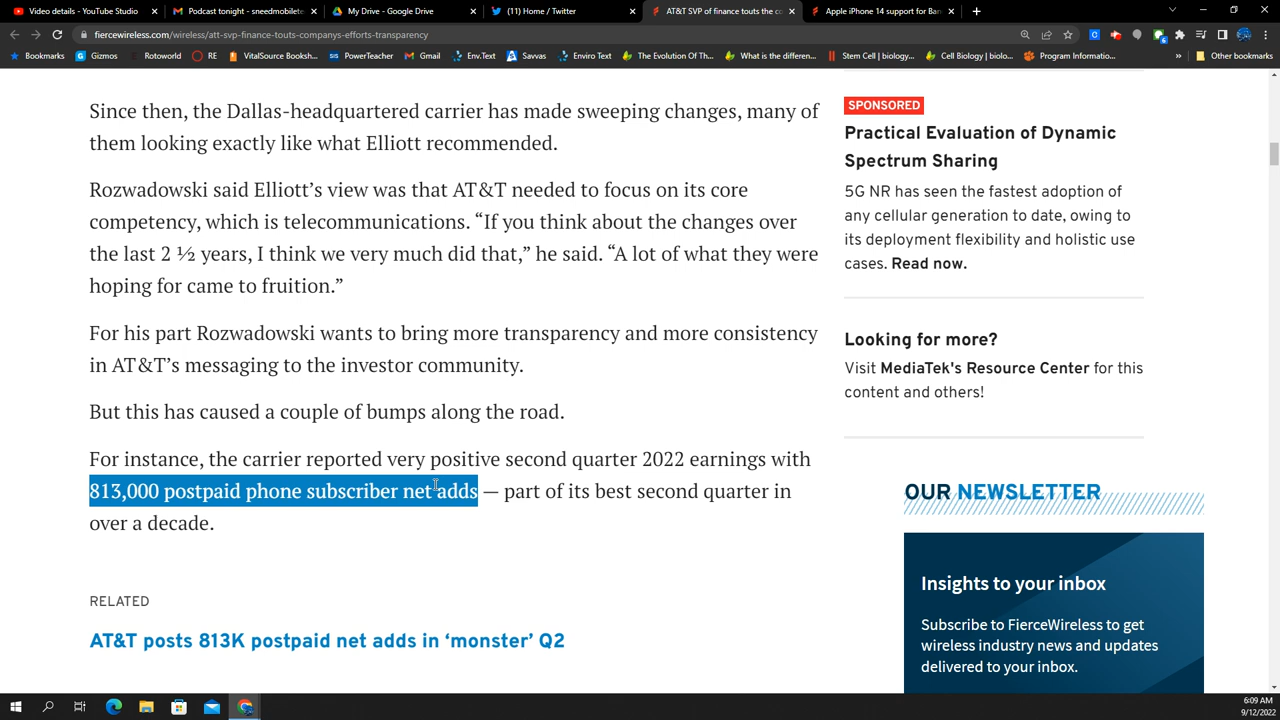 Video details - YouTube Studio
Podcast tonight - sneedmobilete
My Drive - Google Drive
(11) Home / Twitter
AT&T SVP of finance touts the co
Apple iPhone 14 support for Ban
fiercewireless.com/wireless/att-svp-finance-touts-companys-efforts-transparency
Bookmarks
Gizmos
Rotoworld
RE
VitalSource Booksh...
SIS PowerTeacher
Gmail
Env.Text
Savvas
Enviro Text
The Evolution Of Th...
What is the differen...
Stem Cell | biology...
Cell Biology | biolo...
Program Informatio...
»
Other bookmarks
Since then, the Dallas-headquartered carrier has made sweeping changes, many of
them looking exactly like what Elliott recommended.
Rozwadowski said Elliott’s view was that AT&T needed to focus on its core
competency, which is telecommunications. “If you think about the changes over
the last 2 ½ years, I think we very much did that,” he said. “A lot of what they were
hoping for came to fruition.”
For his part Rozwadowski wants to bring more transparency and more consistency
in AT&T’s messaging to the investor community.
But this has caused a couple of bumps along the road.
For instance, the carrier reported very positive second quarter 2022 earnings with
813,000 postpaid phone subscriber net adds — part of its best second quarter in
over a decade.
RELATED
AT&T posts 813K postpaid net adds in ‘monster’ Q2
SPONSORED
Practical Evaluation of Dynamic
Spectrum Sharing
5G NR has seen the fastest adoption of
any cellular generation to date, owing to
its deployment flexibility and holistic use
cases. Read now.
Looking for more?
Visit MediaTek's Resource Center for this
content and others!
OUR NEWSLETTER
Insights to your inbox
Subscribe to FierceWireless to get
wireless industry news and updates
delivered to your inbox.
6:09 AM
9/12/2022